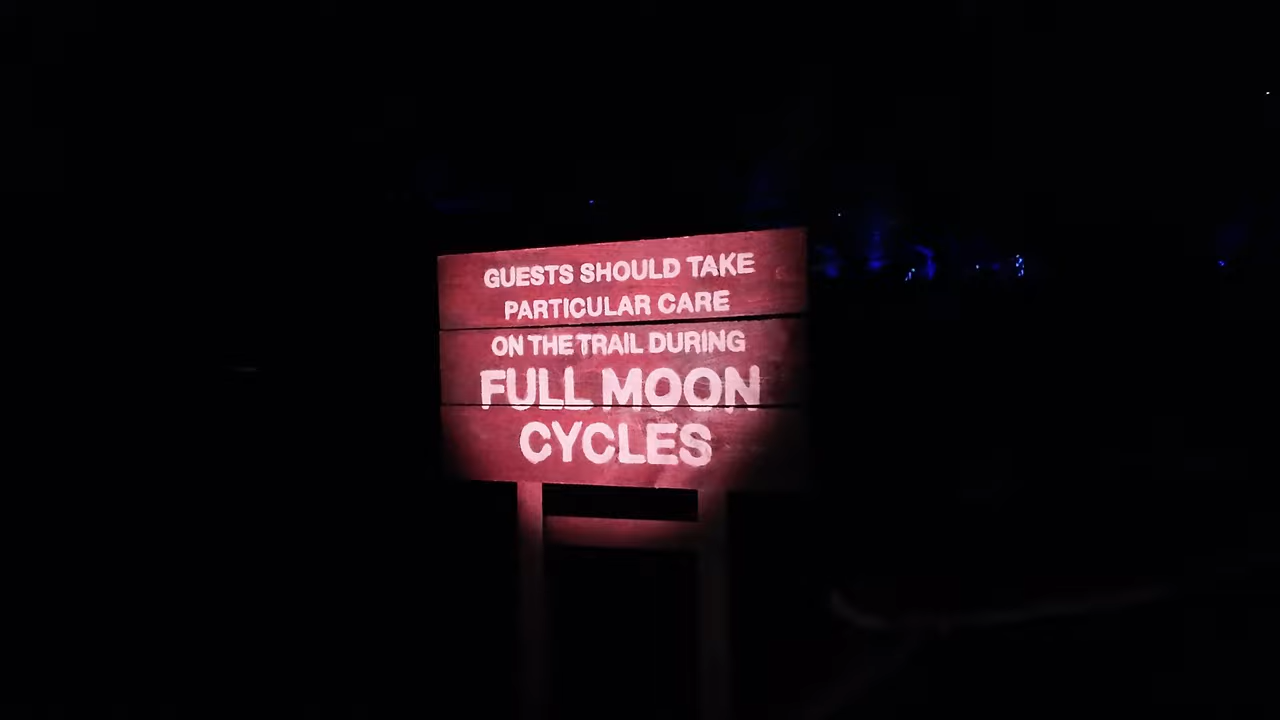 GUESTS SHOULD TAKE
PARTICULAR CARE
ON THE TRAIL DURING
FULL MOON
CYCLES